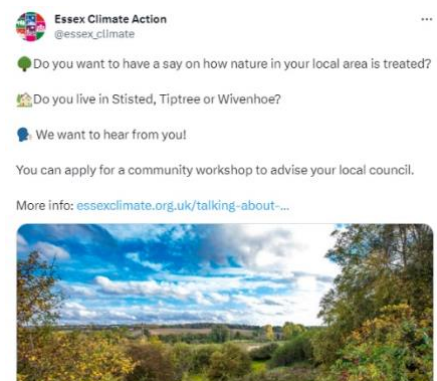 Essex Climate Action
@essex_climate
Do you want to have a say on how nature in your local area is treated?
Do you live in Stisted, Tiptree or Wivenhoe?
We want to hear from you!
You can apply for a community workshop to advise your local council.
More info: essexclimate.org.uk/talking-about-...